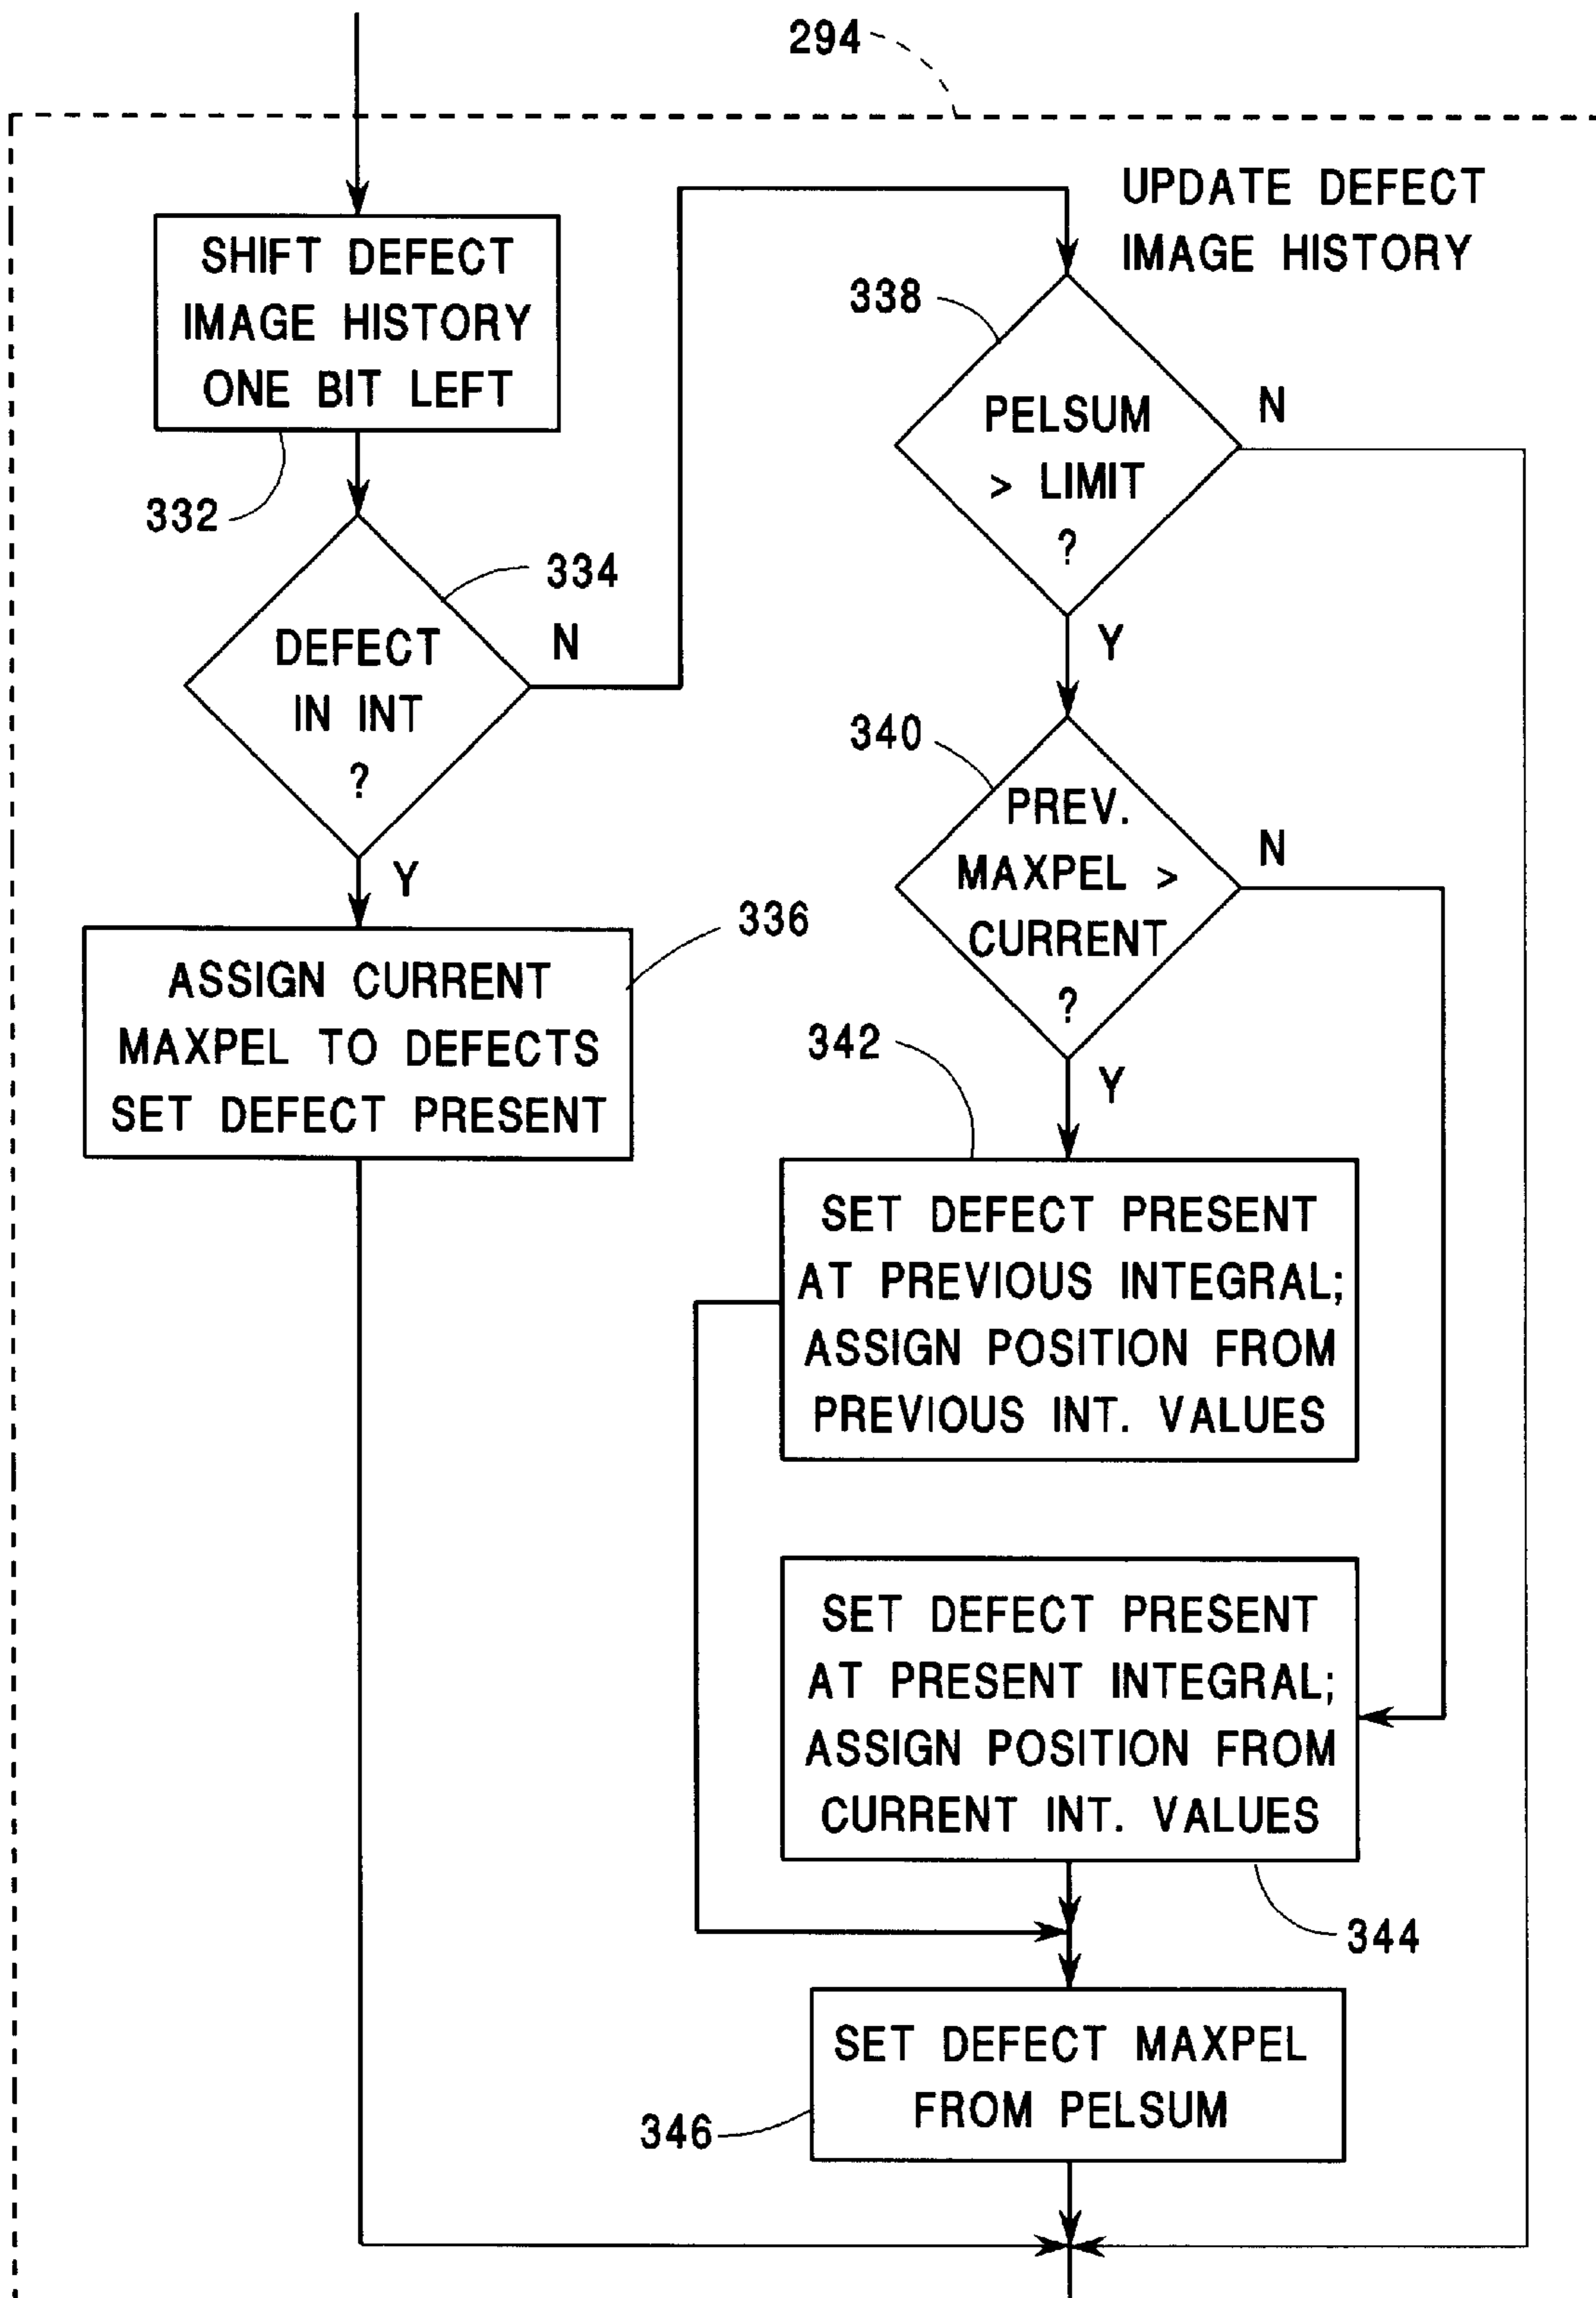 294
UPDATE DEFECT
IMAGE HISTORY
SHIFT DEFECT
IMAGE HISTORY
ONE BIT LEFT
332
334
DEFECT
IN INT
?
N
Y
336
ASSIGN CURRENT
MAXPEL TO DEFECTS
SET DEFECT PRESENT
338
PELSUM
> LIMIT
?
N
Y
340
PREV.
MAXPEL >
CURRENT
?
N
Y
342
SET DEFECT PRESENT
AT PREVIOUS INTEGRAL;
ASSIGN POSITION FROM
PREVIOUS INT. VALUES
SET DEFECT PRESENT
AT PRESENT INTEGRAL;
ASSIGN POSITION FROM
CURRENT INT. VALUES
344
SET DEFECT MAXPEL
FROM PELSUM
346